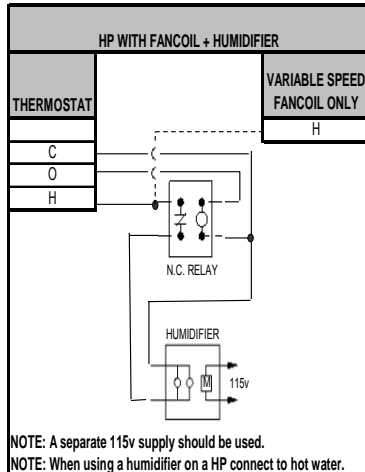 HP WITH FANCOIL + HUMIDIFIER
THERMOSTAT
VARIABLE SPEED
FANCOIL ONLY
H
C
O
H
N.C. RELAY
HUMIDIFIER
M
115v
NOTE: A separate 115v supply should be used.
NOTE: When using a humidifier on a HP connect to hot water.